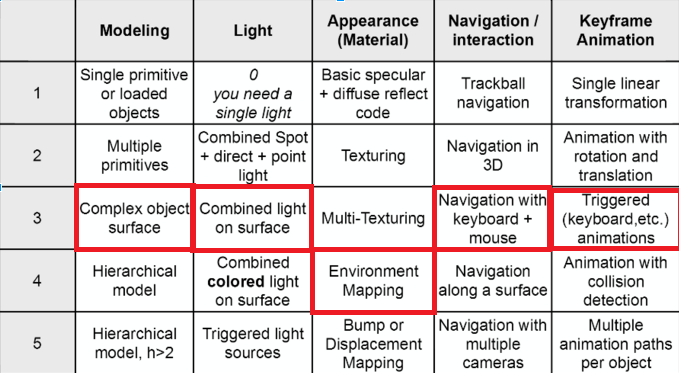 Modeling
Light
Appearance
(Material)
Navigation /
interaction
Keyframe
Animation
1
Single primitive
or loaded
objects
0
you need a
single light
Basic specular
+ diffuse reflect
code
Trackball
navigation
Single linear
transformation
2
Multiple
primitives
Combined Spot
+ direct + point
light
Texturing
Navigation in
3D
Animation with
rotation and
translation
3
Complex object
surface
Combined light
on surface
Multi-Texturing
Navigation with
keyboard +
mouse
Triggered
(keyboard,etc.)
animations
4
Hierarchical
model
Combined
colored light
on surface
Environment
Mapping
Navigation
along a surface
Animation with
collision
detection
5
Hierarchical
model, h>2
Triggered light
sources
Bump or
Displacement
Mapping
Navigation with
multiple
cameras
Multiple
animation paths
per object